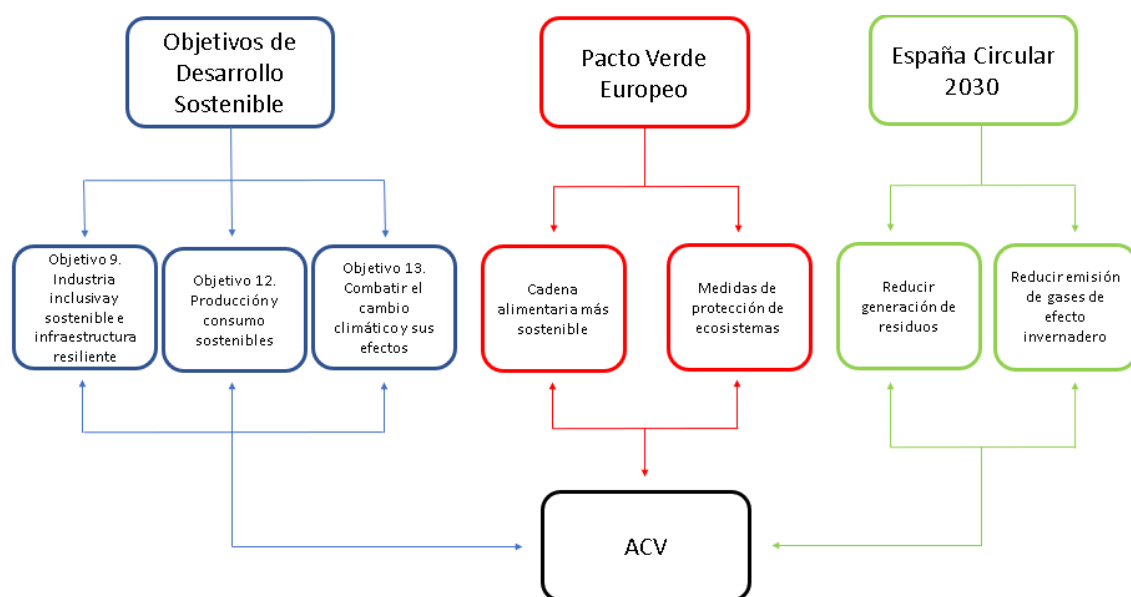 Objetivos de
Desarrollo
Sostenible
Pacto Verde
Europeo
España Circular
2030
Objetivo 9.
Industria
inclusiva y
sostenible e
infraestructura
resiliente
Objetivo 12.
Producción y
consumo
sostenibles
Objetivo 13.
Combatir el
cambio
climático y sus
efectos
Cadena
alimentaria más
sostenible
Medidas de
protección de
ecosistemas
Reducir
generación de
residuos
Reducir emisión
de gases de
efecto
invernadero
ACV